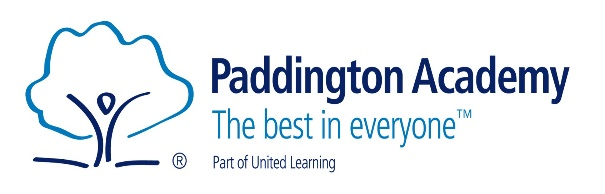 Paddington Academy
The best in everyone™
® Part of United Learning